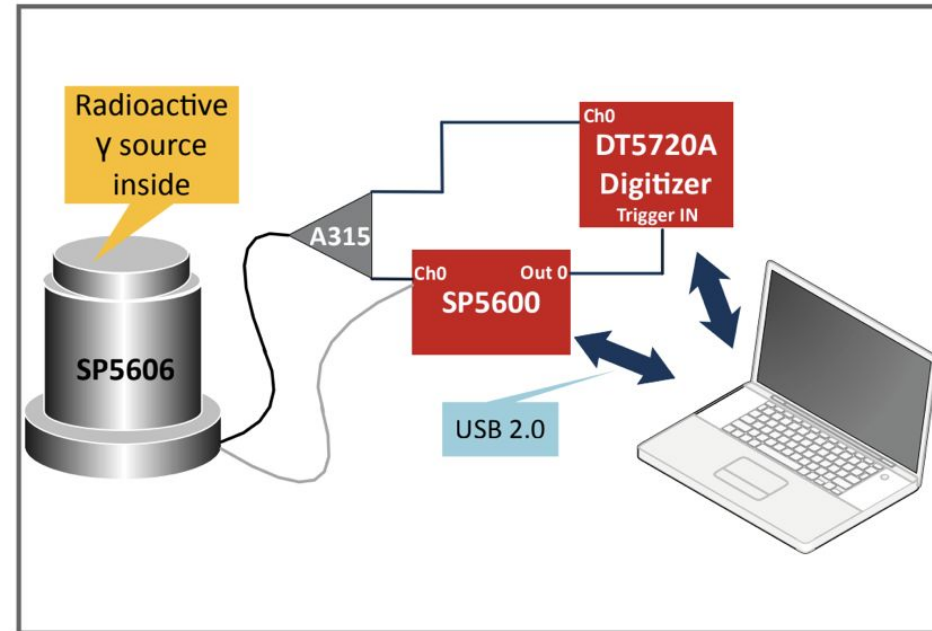 Radioactive
γ source
inside
SP5606
A315
Ch0
DT5720A
Digitizer
Trigger IN
Ch0
Out 0
SP5600
USB 2.0